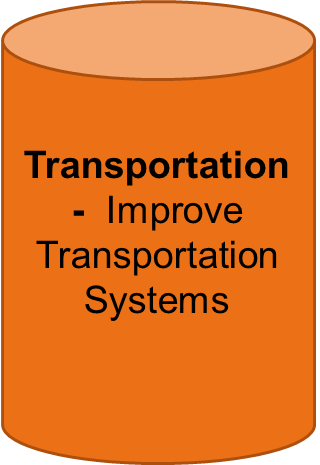 Transportation
- Improve
Transportation
Systems